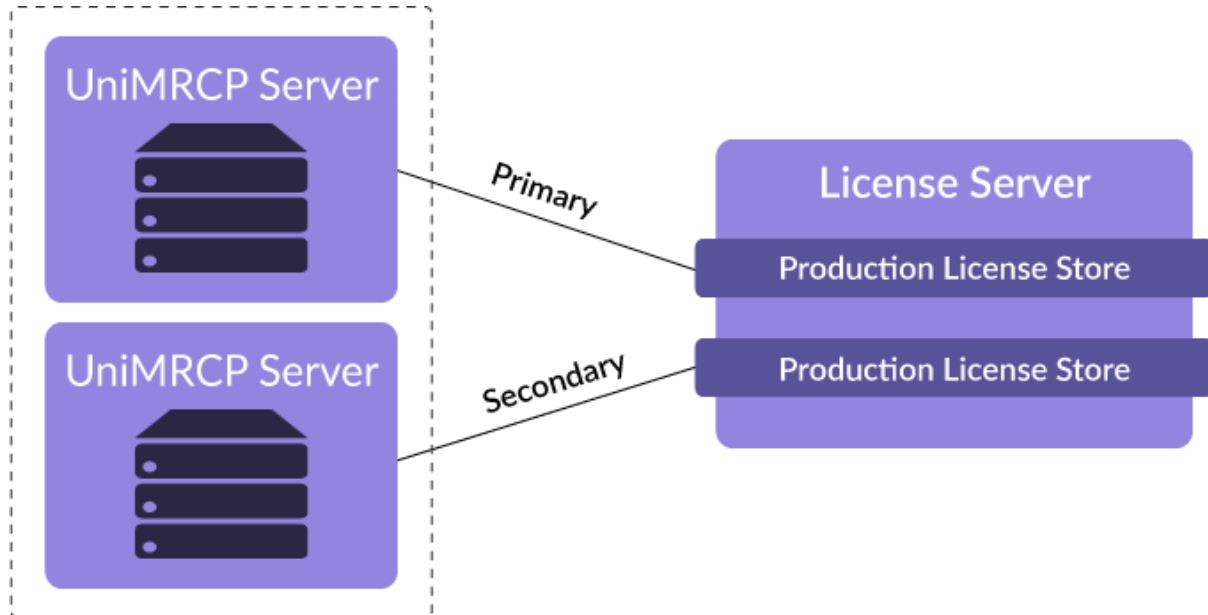 UniMRCP Server
Primary
License Server
Production License Store
UniMRCP Server
Secondary
Production License Store